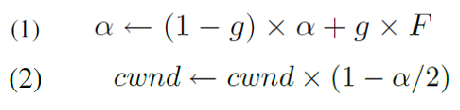 (1) α ← (1 − g) × α + g × F
(2) cwnd ← cwnd × (1 − α/2)